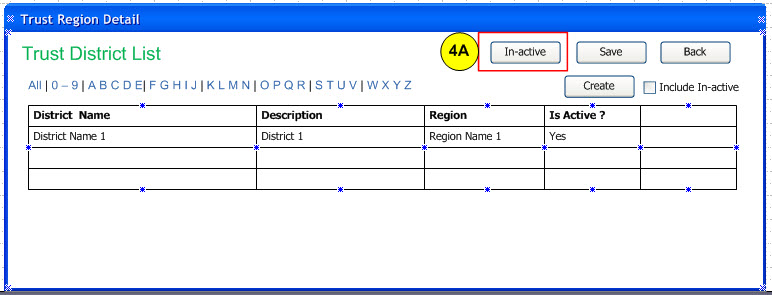 Trust Region Detail
Trust District List
4A
In-active
Save
Back
All | 0 – 9 | A B C D E | F G H I J | K L M N | O P Q R | S T U V | W X Y Z
Create
Include In-active
District Name Description Region Is Active ?
District Name 1 District 1 Region Name 1 Yes